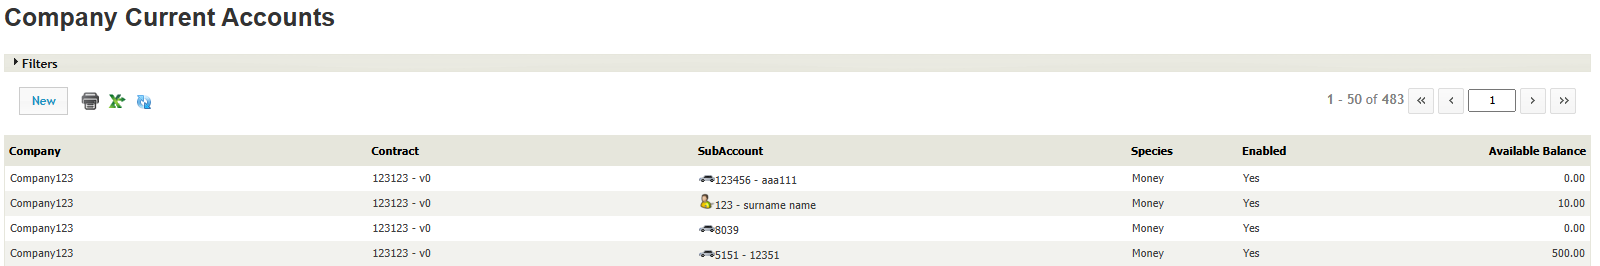 Company Current Accounts
Filters
New 1 - 50 of 483 « ‹ 1 › »
Company Contract SubAccount Species Enabled Available Balance
Company123 123123 - v0 123456 - aaa111 Money Yes 0.00
Company123 123123 - v0 123 - surname name Money Yes 10.00
Company123 123123 - v0 8039 Money Yes 0.00
Company123 123123 - v0 5151 - 12351 Money Yes 500.00